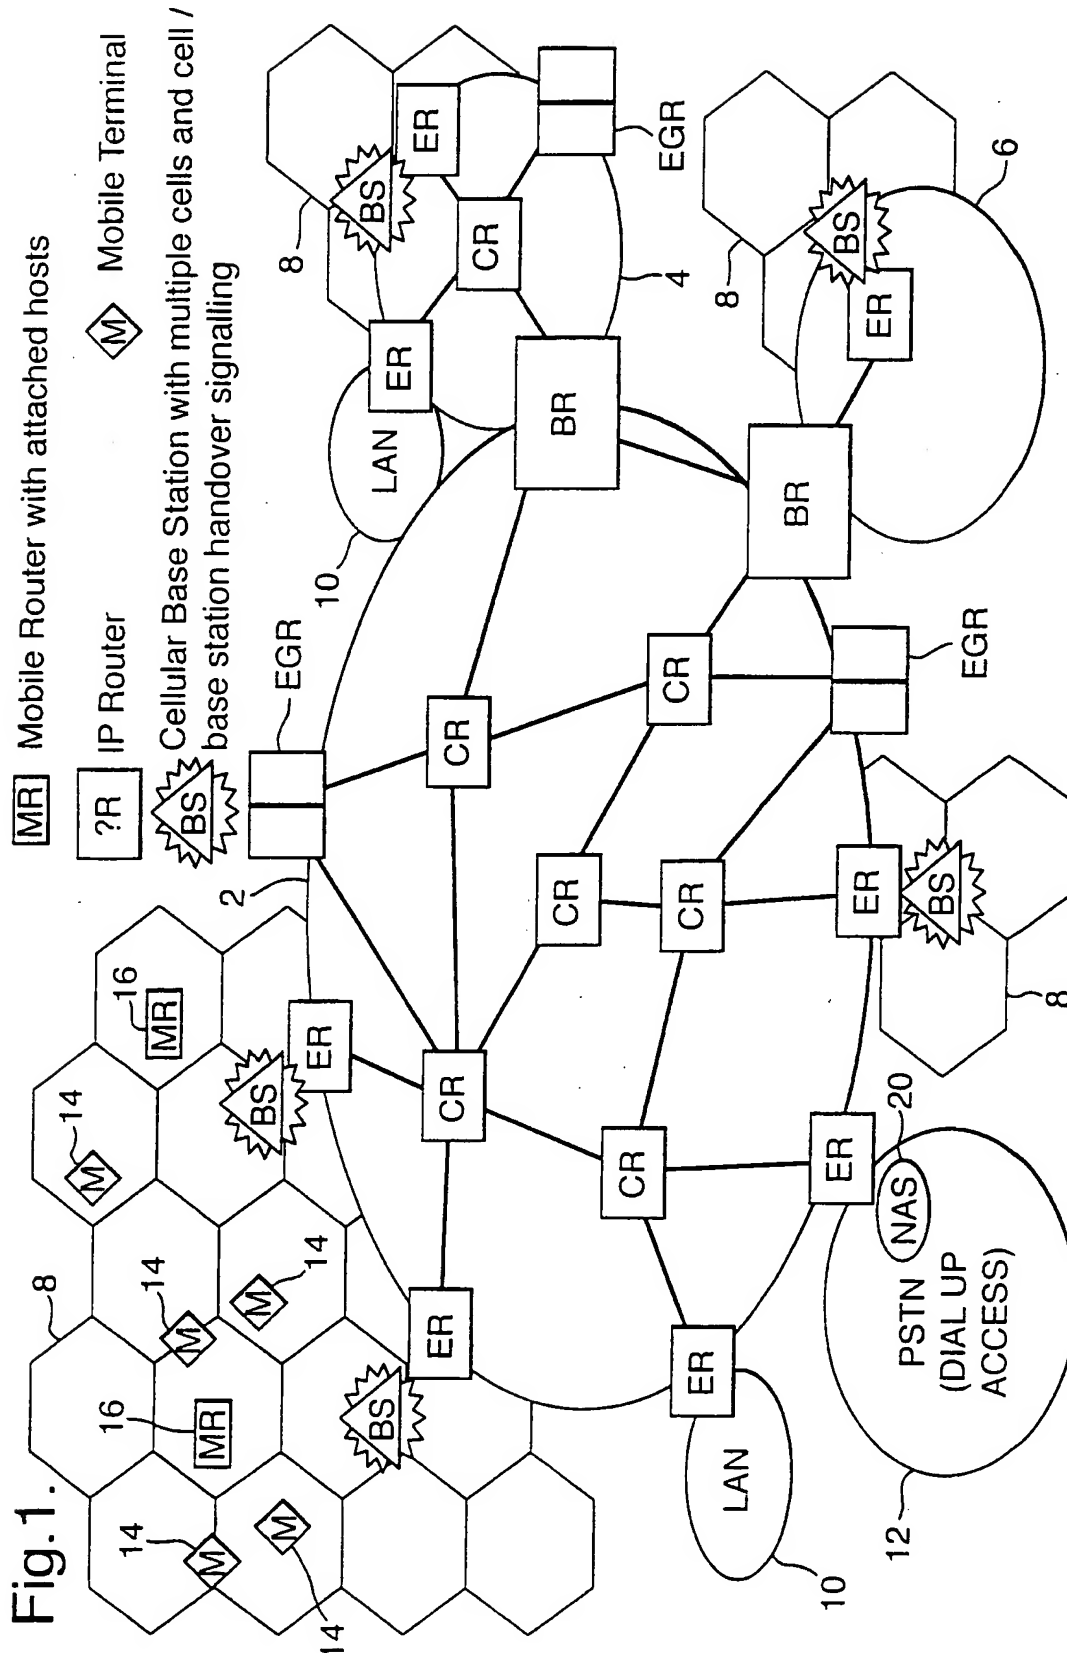 Fig.1.
MR Mobile Router with attached hosts
?R IP Router
M Mobile Terminal
BS Cellular Base Station with multiple cells and cell /
base station handover signalling
8
16
MR
14
M
14
M
14
M
14
M
14
M
14
16
MR
BS
BS
2
EGR
10
LAN
8
BS
ER
ER
CR
EGR
4
ER
ER
CR
CR
BR
CR
CR
CR
CR
BR
8
BS
ER
6
EGR
ER
LAN
10
ER
NAS
20
PSTN
(DIAL UP
ACCESS)
12
ER
BS
8